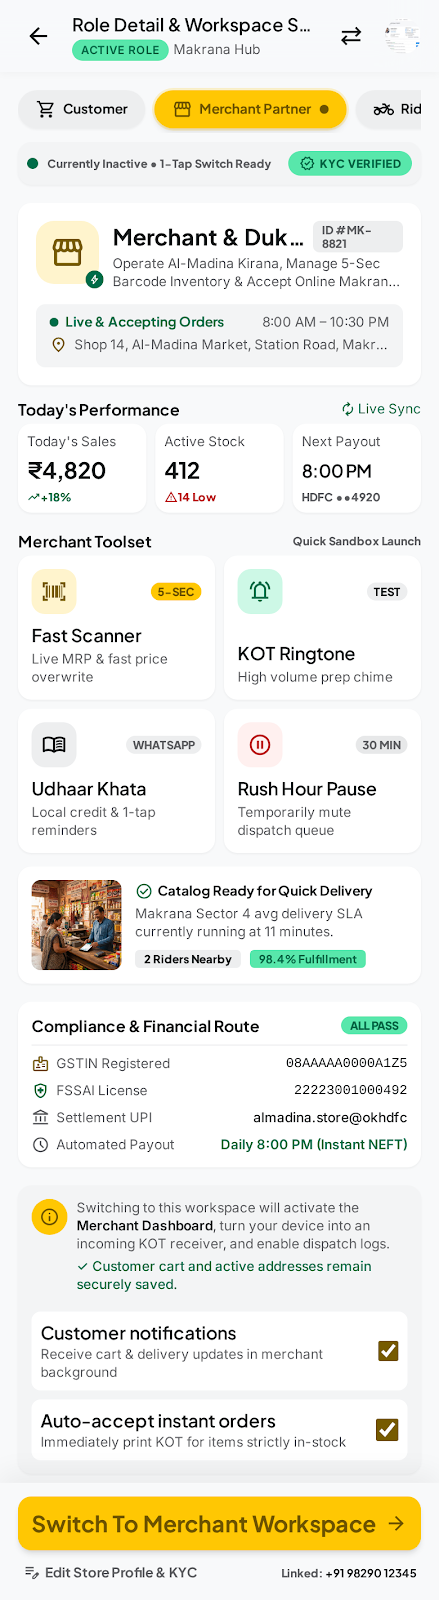 Role Detail & Workspace S...
ACTIVE ROLE Makrana Hub
Customer Merchant Partner Rid
Currently Inactive • 1-Tap Switch Ready KYC VERIFIED
Merchant & Duk... ID #MK-8821
Operate Al-Madina Kirana, Manage 5-Sec
Barcode Inventory & Accept Online Makran...
Live & Accepting Orders 8:00 AM – 10:30 PM
Shop 14, Al-Madina Market, Station Road, Makr...
Today's Performance Live Sync
Today's Sales Active Stock Next Payout
₹4,820 412 8:00 PM
+18% 14 Low HDFC ••4920
Merchant Toolset Quick Sandbox Launch
5-SEC
Fast Scanner
Live MRP & fast price
overwrite
TEST
KOT Ringtone
High volume prep chime
WHATSAPP
Udhaar Khata
Local credit & 1-tap
reminders
30 MIN
Rush Hour Pause
Temporarily mute
dispatch queue
Catalog Ready for Quick Delivery
Makrana Sector 4 avg delivery SLA
currently running at 11 minutes.
2 Riders Nearby 98.4% Fulfillment
Compliance & Financial Route ALL PASS
GSTIN Registered 08AAAAA0000A1Z5
FSSAI License 22223001000492
Settlement UPI almadina.store@okhdfc
Automated Payout Daily 8:00 PM (Instant NEFT)
Switching to this workspace will activate the
Merchant Dashboard, turn your device into an
incoming KOT receiver, and enable dispatch logs.
✓ Customer cart and active addresses remain
securely saved.
Customer notifications
Receive cart & delivery updates in merchant
background
Auto-accept instant orders
Immediately print KOT for items strictly in-stock
Switch To Merchant Workspace →
Edit Store Profile & KYC Linked: +91 98290 12345